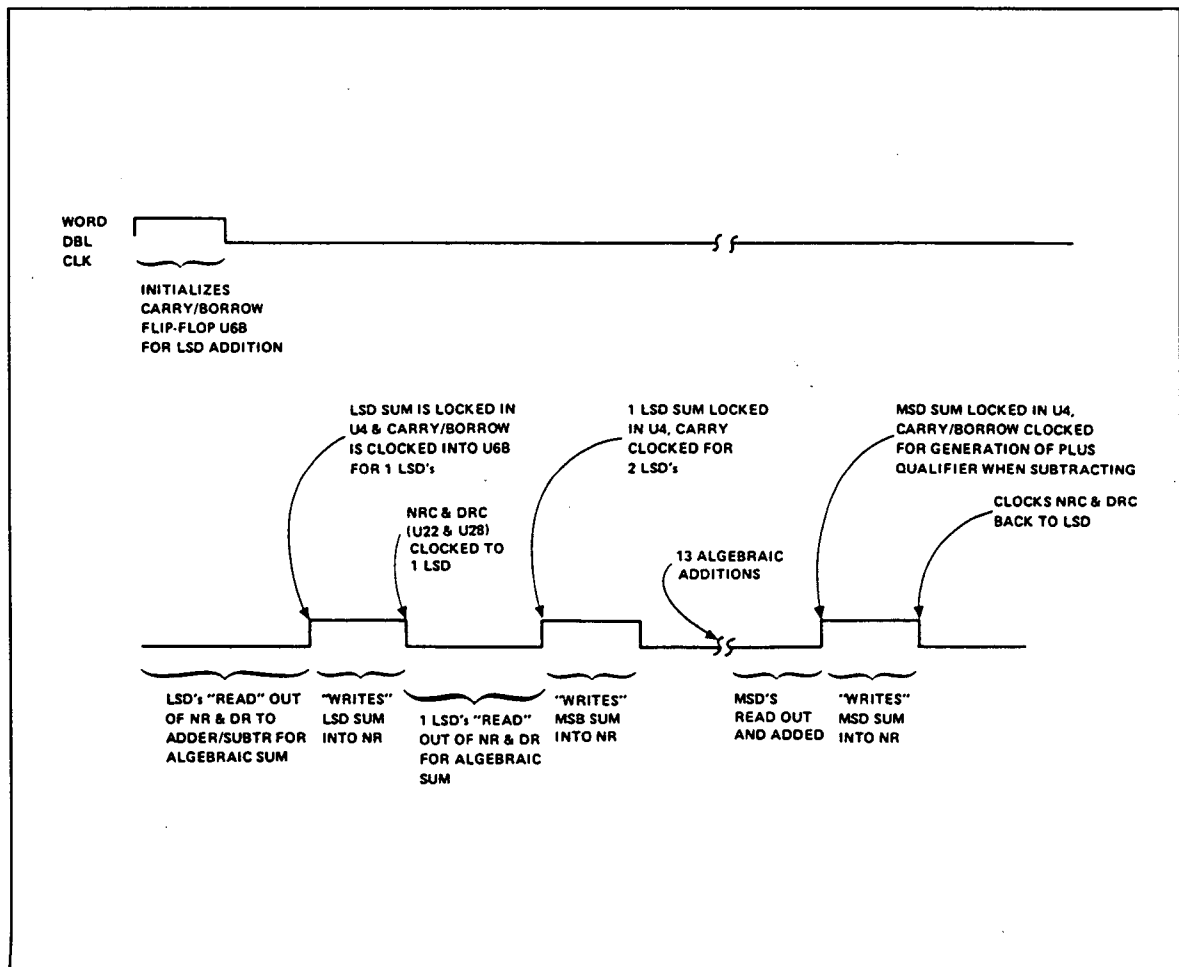 WORD
DBL
CLK
INITIALIZES
CARRY/BORROW
FLIP-FLOP U6B
FOR LSD ADDITION
LSD SUM IS LOCKED IN
U4 & CARRY/BORROW
IS CLOCKED INTO U6B
FOR 1 LSD's
NRC & DRC
(U22 & U28)
CLOCKED TO
1 LSD
1 LSD SUM LOCKED
IN U4, CARRY
CLOCKED FOR
2 LSD's
13 ALGEBRAIC
ADDITIONS
MSD SUM LOCKED IN U4,
CARRY/BORROW CLOCKED
FOR GENERATION OF PLUS
QUALIFIER WHEN SUBTRACTING
CLOCKS NRC & DRC
BACK TO LSD
LSD's "READ" OUT
OF NR & DR TO
ADDER/SUBTR FOR
ALGEBRAIC SUM
"WRITES"
LSD SUM
INTO NR
1 LSD's "READ"
OUT OF NR & DR
FOR ALGEBRAIC
SUM
"WRITES"
MSB SUM
INTO NR
MSD'S
READ OUT
AND ADDED
"WRITES"
MSD SUM
INTO NR